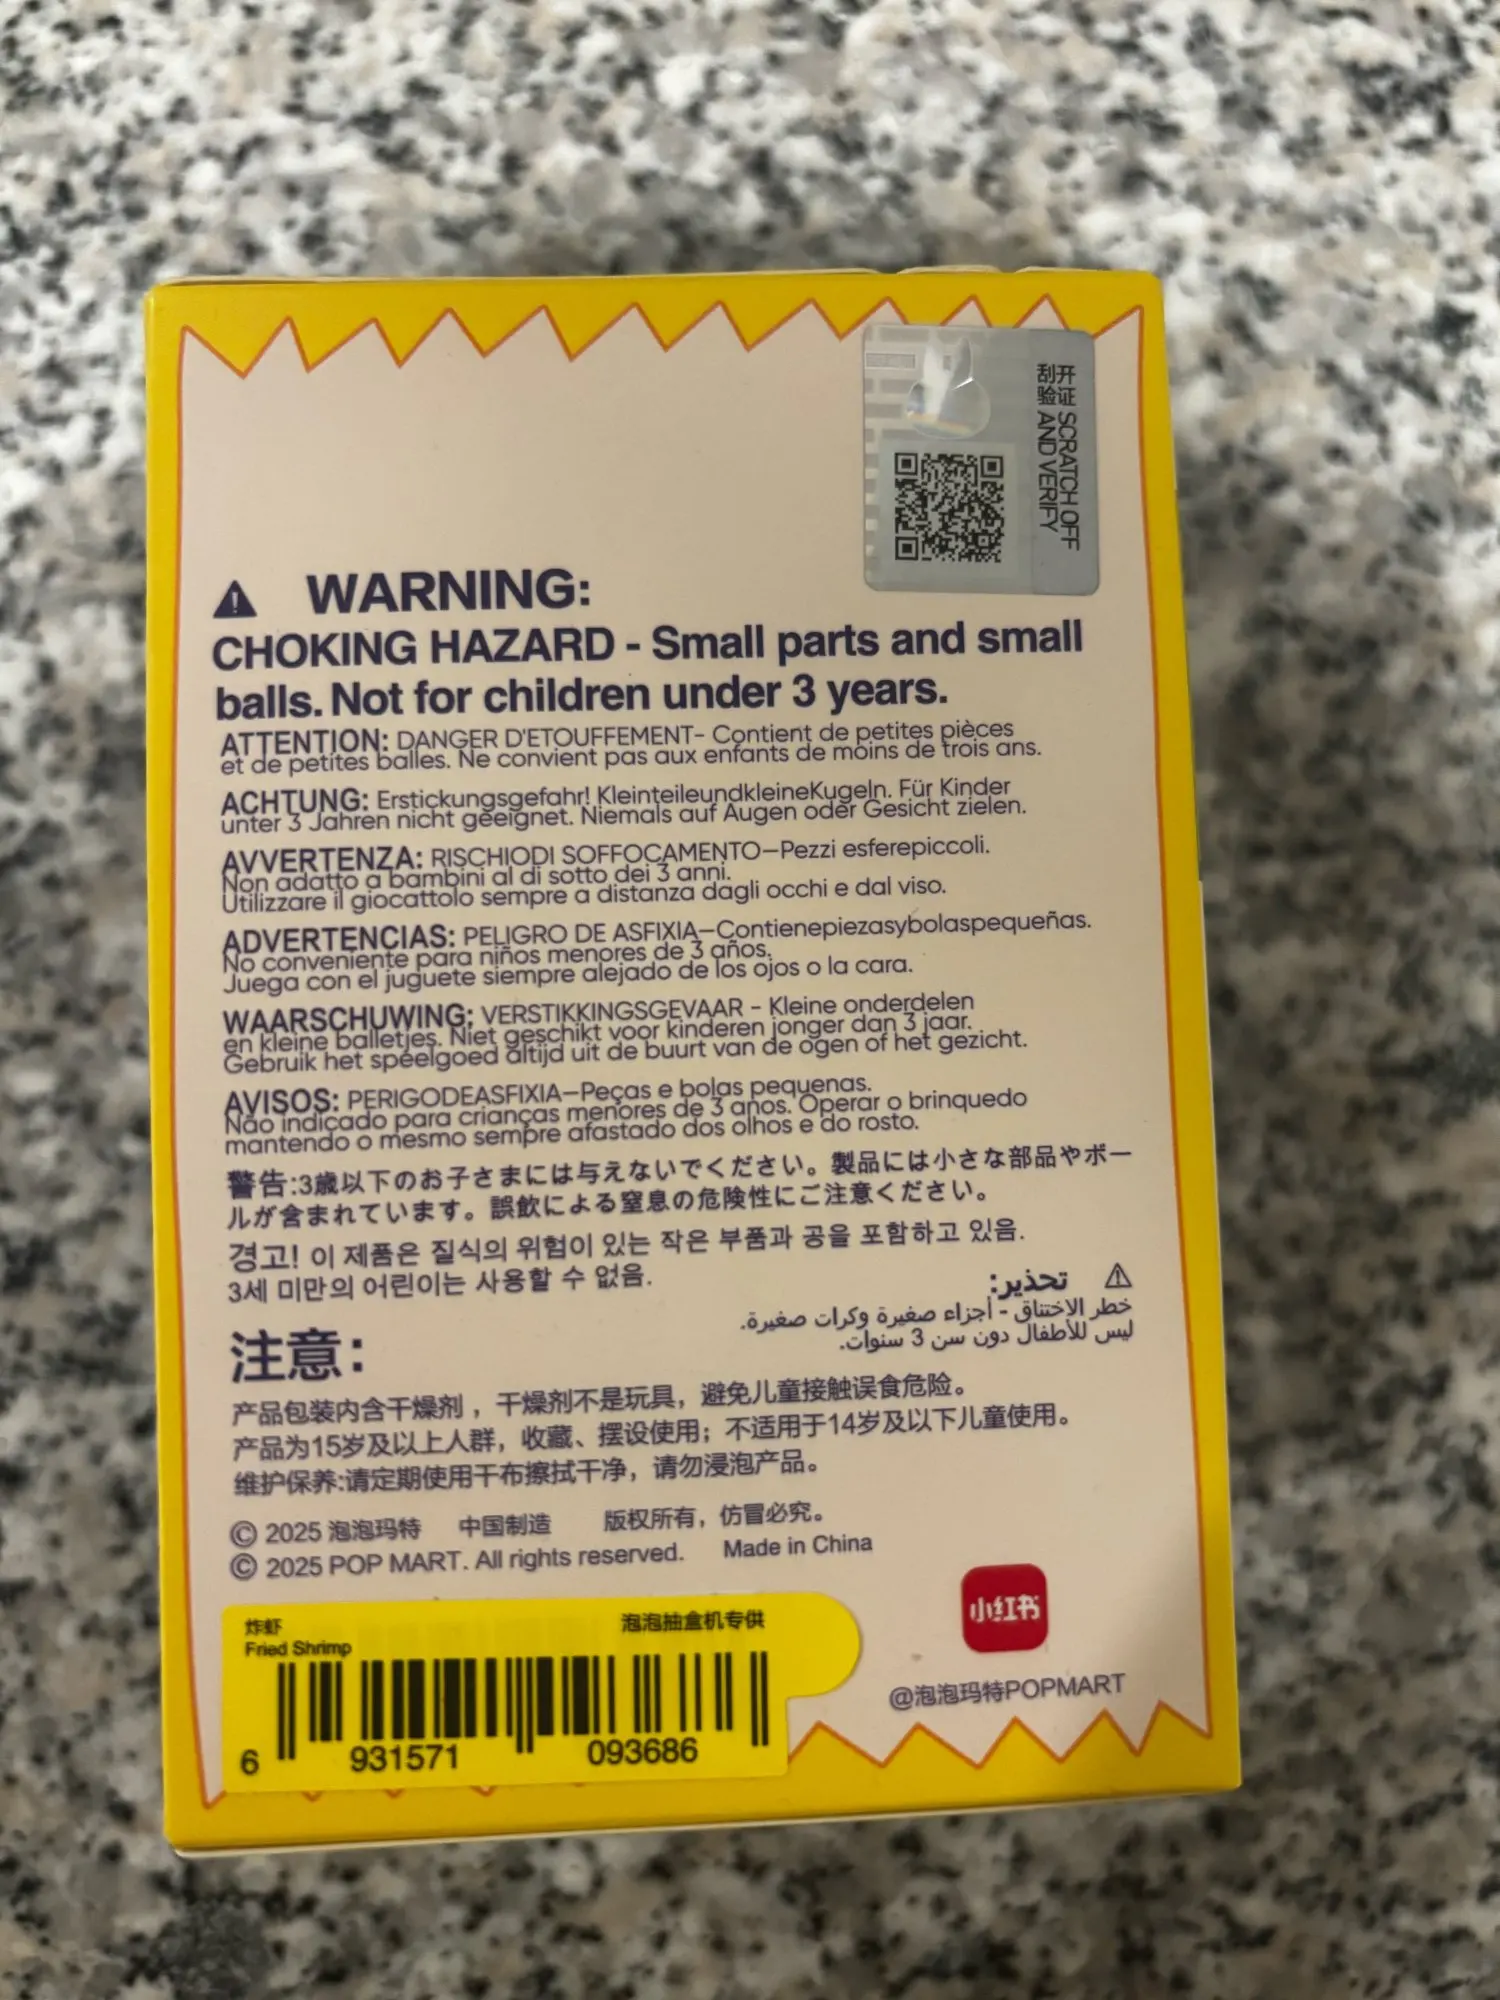 开 SCRATCH OFF
刮 证
验 AND VERIFY
WARNING:
CHOKING HAZARD - Small parts and small
balls. Not for children under 3 years.
ATTENTION: DANGER D'ETOUFFEMENT- Contient de petites pièces
et de petites balles. Ne convient pas aux enfants de moins de trois ans.
ACHTUNG: Erstickungsgefahr! KleinteileundkleineKugeln. Für Kinder
unter 3 Jahren nicht geeignet. Niemals auf Augen oder Gesicht zielen.
AVVERTENZA: RISCHIODI SOFFOCAMENTO—Pezzi esferepiccoli.
Non adatto a bambini al di sotto dei 3 anni.
Utilizzare il giocattolo sempre a distanza dagli occhi e dal viso.
ADVERTENCIAS: PELIGRO DE ASFIXIA—Contienepiezasybolaspequeñas.
No conveniente para niños menores de 3 años.
Juega con el juguete siempre alejado de los ojos o la cara.
WAARSCHUWING: VERSTIKKINGSGEVAAR - Kleine onderdelen
en kleine balletjes. Niet geschikt voor kinderen jonger dan 3 jaar.
Gebruik het speelgoed altijd uit de buurt van de ogen of het gezicht.
AVISOS: PERIGODEASFIXIA—Peças e bolas pequenas.
Não indicado para crianças menores de 3 anos. Operar o brinquedo
mantendo o mesmo sempre afastado dos olhos e do rosto.
警告:3歳以下のお子さまには与えないでください。製品には小さな部品やボー
ルが含まれています。誤飲による窒息の危険性にご注意ください。
경고! 이 제품은 질식의 위험이 있는 작은 부품과 공을 포함하고 있음.
3세 미만의 어린이는 사용할 수 없음.
تحذير:
خطر الاختناق - أجزاء صغيرة وكرات صغيرة.
ليس للأطفال دون سن 3 سنوات.
注意:
产品包装内含干燥剂，干燥剂不是玩具，避免儿童接触误食危险。
产品为15岁及以上人群，收藏、摆设使用；不适用于14岁及以下儿童使用。
维护保养:请定期使用干布擦拭干净，请勿浸泡产品。
© 2025 泡泡玛特 中国制造 版权所有，仿冒必究。
© 2025 POP MART. All rights reserved. Made in China
小红书
@泡泡玛特POPMART
炸虾 泡泡抽盒机专供
Fried Shrimp
6 931571 093686